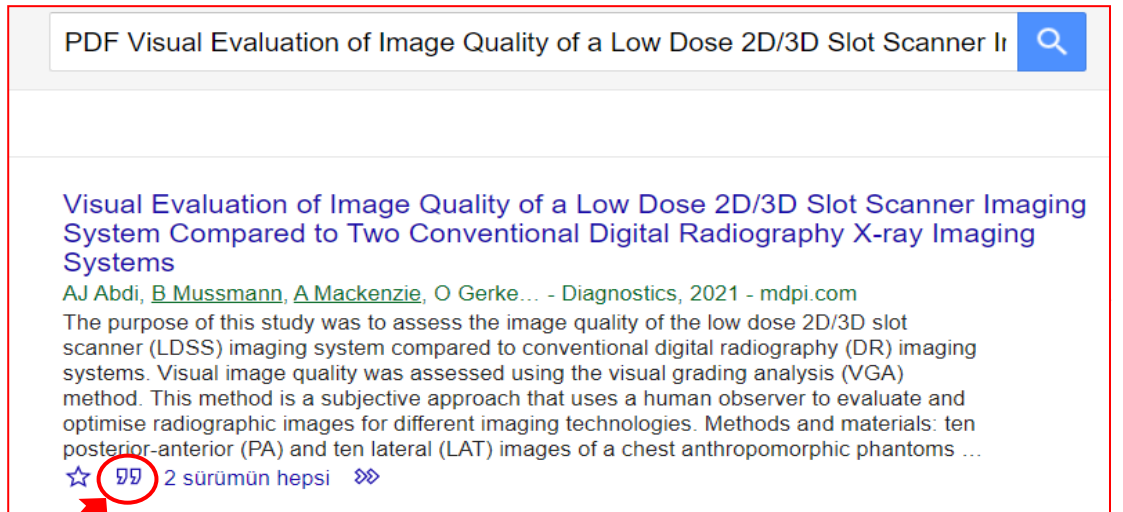 PDF Visual Evaluation of Image Quality of a Low Dose 2D/3D Slot Scanner
Visual Evaluation of Image Quality of a Low Dose 2D/3D Slot Scanner Imaging
System Compared to Two Conventional Digital Radiography X-ray Imaging
Systems
AJ Abdi, B Mussmann, A Mackenzie, O Gerke... - Diagnostics, 2021 - mdpi.com
The purpose of this study was to assess the image quality of the low dose 2D/3D slot
scanner (LDSS) imaging system compared to conventional digital radiography (DR) imaging
systems. Visual image quality was assessed using the visual grading analysis (VGA)
method. This method is a subjective approach that uses a human observer to evaluate and
optimise radiographic images for different imaging technologies. Methods and materials: ten
posterior-anterior (PA) and ten lateral (LAT) images of a chest anthropomorphic phantoms …
2 sürümün hepsi